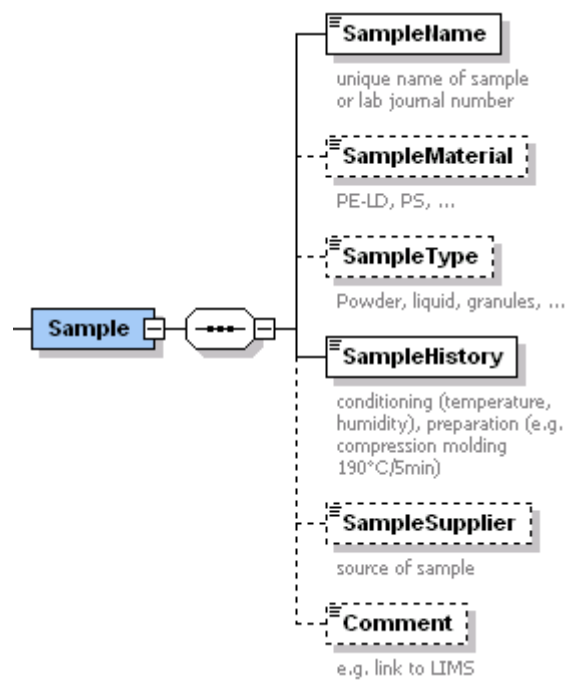 SampleName
unique name of sample
or lab journal number
SampleMaterial
PE-LD, PS, ...
SampleType
Powder, liquid, granules, ...
Sample
SampleHistory
conditioning (temperature,
humidity), preparation (e.g.
compression molding
190°C/5min)
SampleSupplier
source of sample
Comment
e.g. link to LIMS